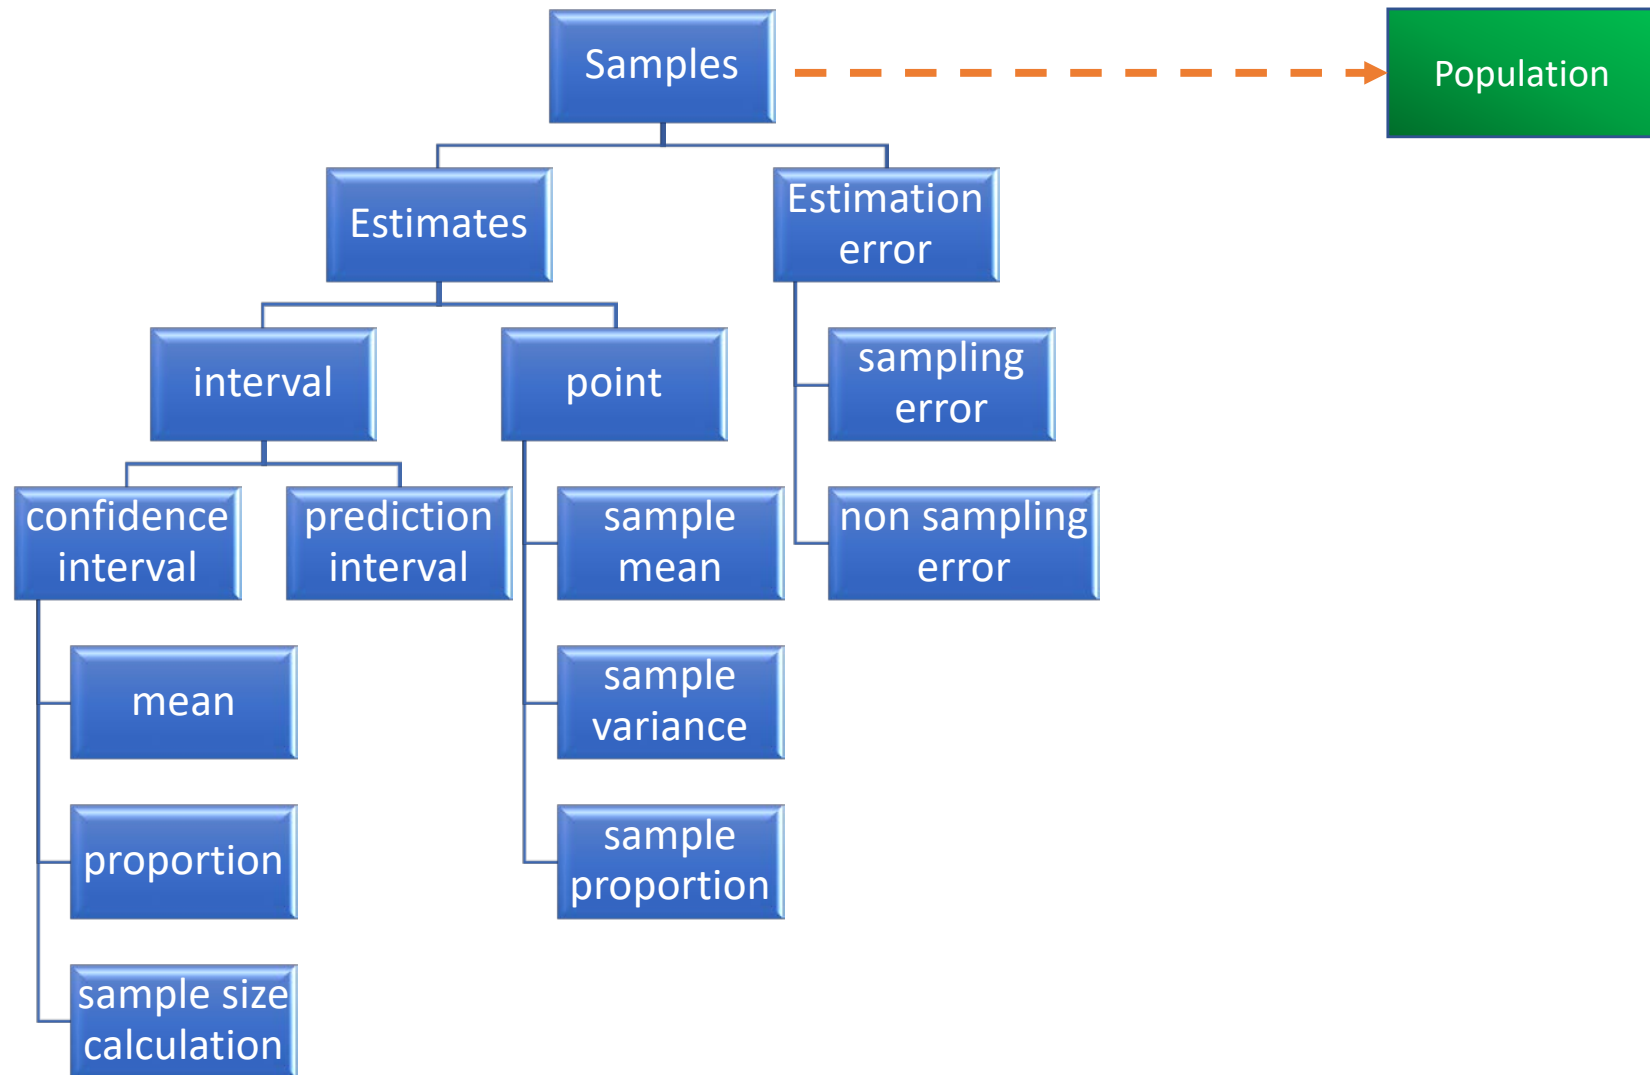 Samples
Population
Estimates
Estimation
error
interval
point
sampling
error
confidence
interval
prediction
interval
sample
mean
non sampling
error
mean
sample
variance
proportion
sample
proportion
sample size
calculation